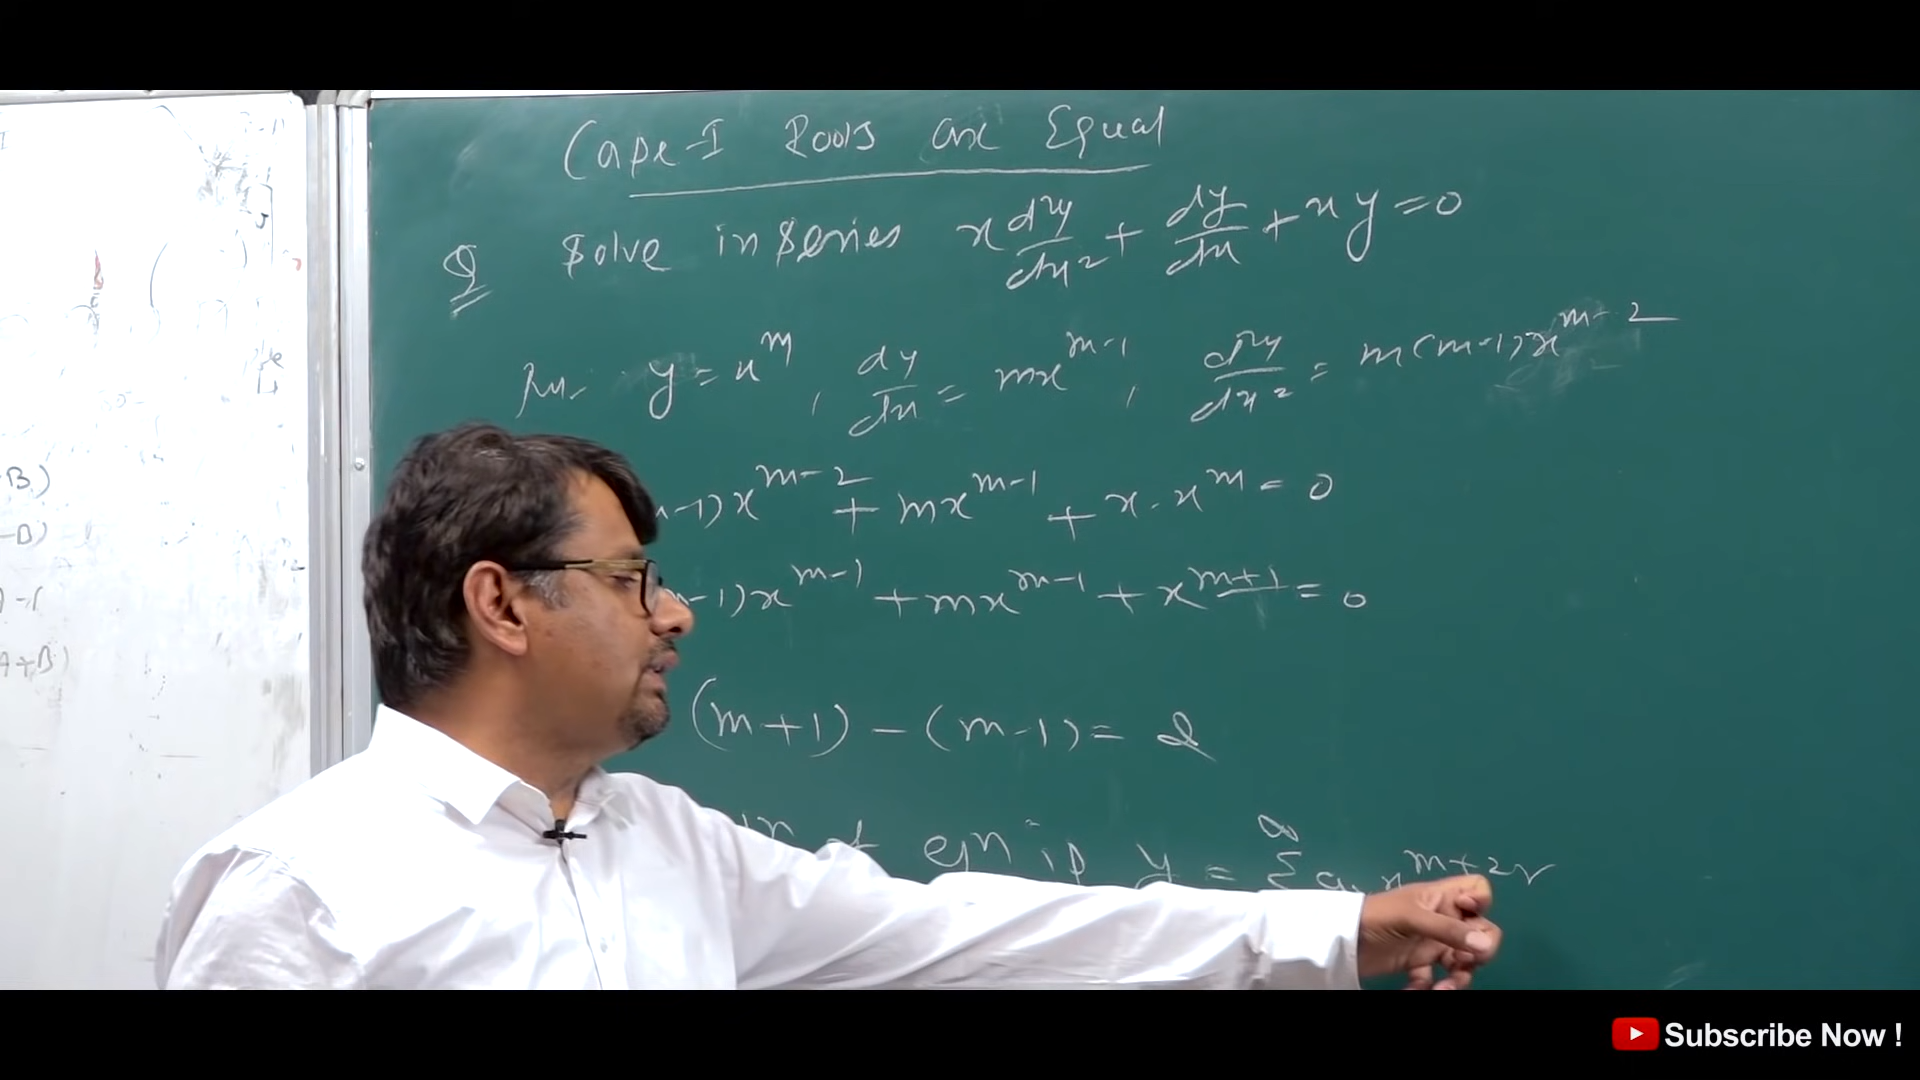 Case-I Roots are Equal
Q Solve in series x d²y/dx² + dy/dx + xy = 0
y = x^m , dy/dx = mx^(m-1) , d²y/dx² = m(m-1)x^(m-2)
-1)x^(m-2) + mx^(m-1) + x·x^m = 0
-1)x^(m-1) + mx^(m-1) + x^(m+1) = 0
(m+1) - (m-1) = 2
of eqn is y = ∞ Σ a x^(m+2r)
B)
-B)
A+B)
Subscribe Now !